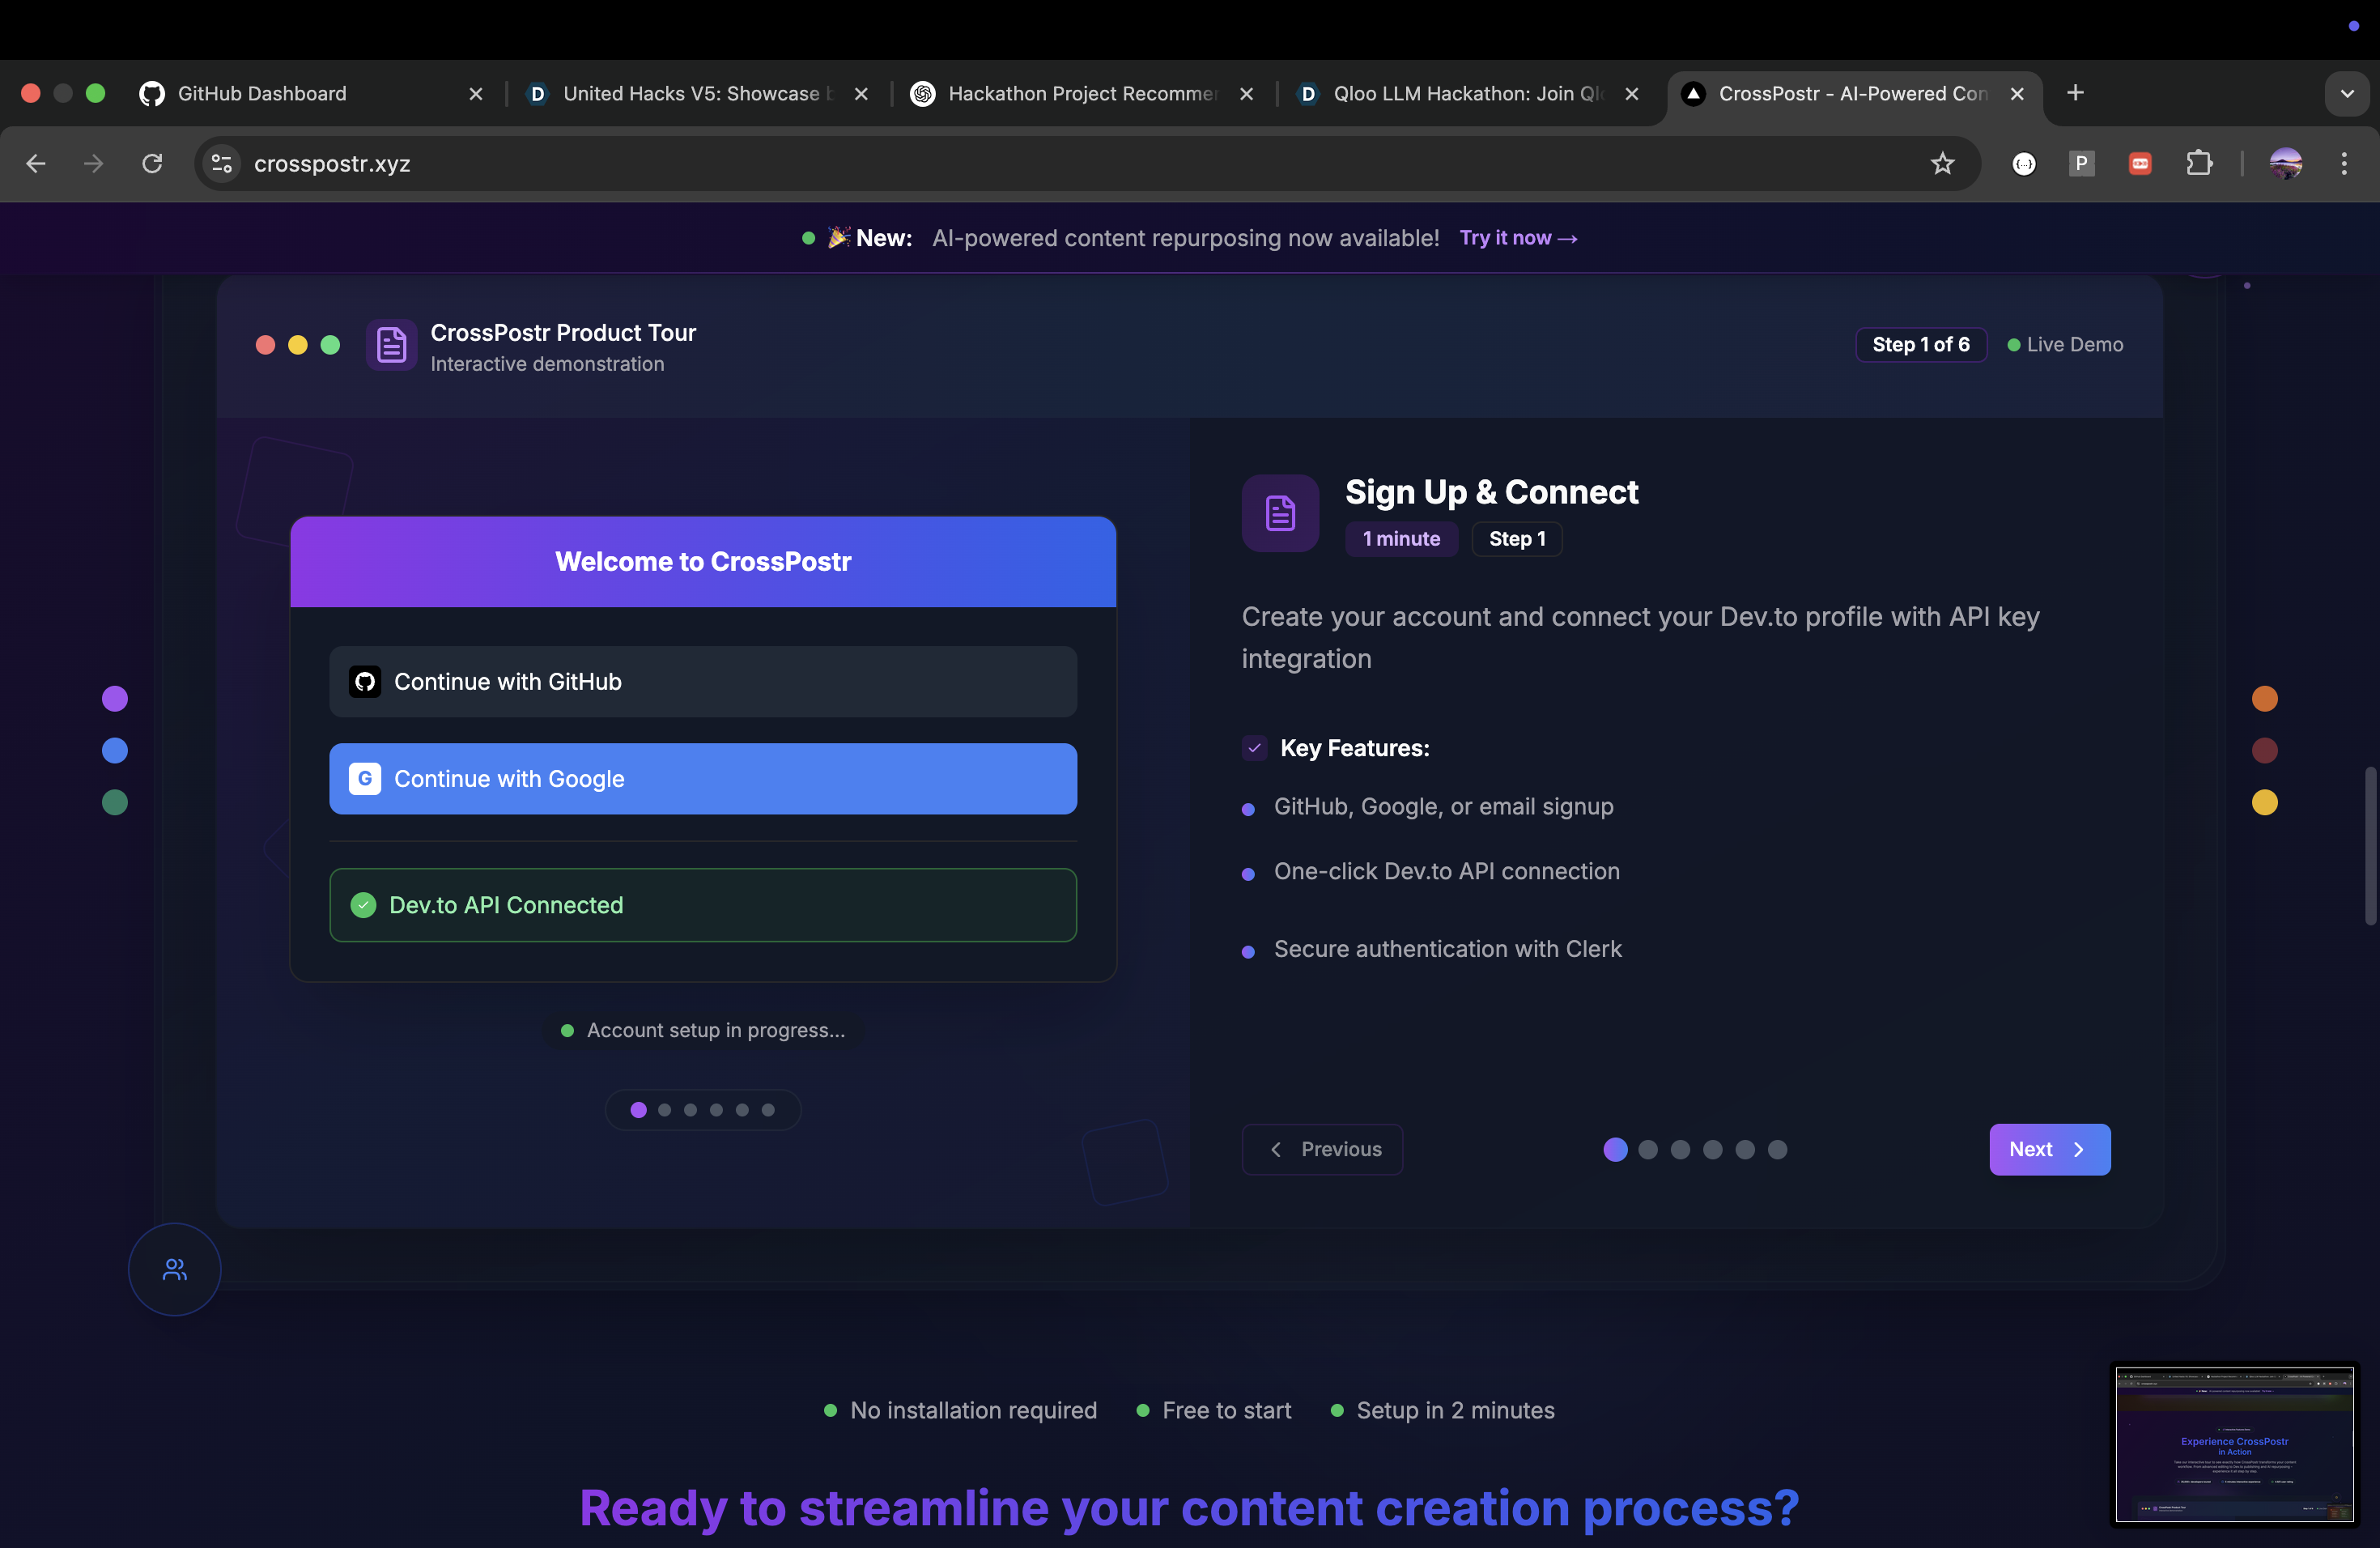 GitHub Dashboard
United Hacks V5: Showcase
Hackathon Project Recommer
Qloo LLM Hackathon: Join
CrossPostr - AI-Powered Con
crosspostr.xyz
P
🎉 New: AI-powered content repurposing now available! Try it now →
CrossPostr Product Tour
Interactive demonstration
Step 1 of 6
Live Demo
Welcome to CrossPostr
Continue with GitHub
G Continue with Google
Dev.to API Connected
Account setup in progress...
Sign Up & Connect
1 minute
Step 1
Create your account and connect your Dev.to profile with API key
integration
Key Features:
GitHub, Google, or email signup
One-click Dev.to API connection
Secure authentication with Clerk
Previous
Next
No installation required
Free to start
Setup in 2 minutes
Experience CrossPostr
in Action
Ready to streamline your content creation process?